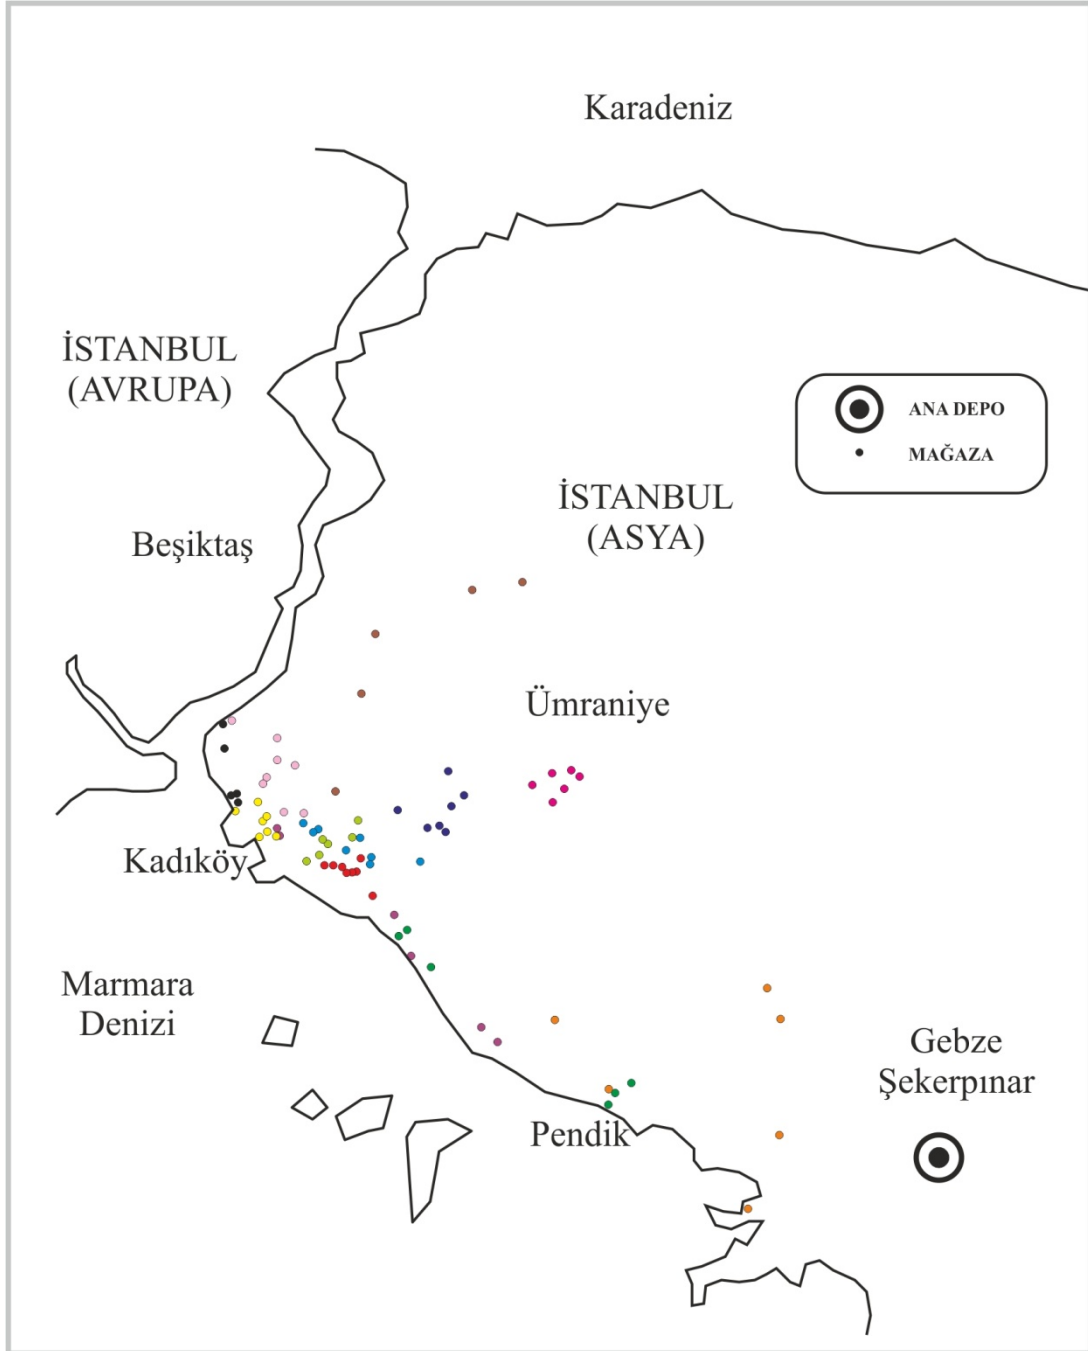 Karadeniz
İSTANBUL
(AVRUPA)
ANA DEPO
MAĞAZA
İSTANBUL
(ASYA)
Beşiktaş
Ümraniye
Kadıköy
Marmara
Denizi
Gebze
Şekerpınar
Pendik